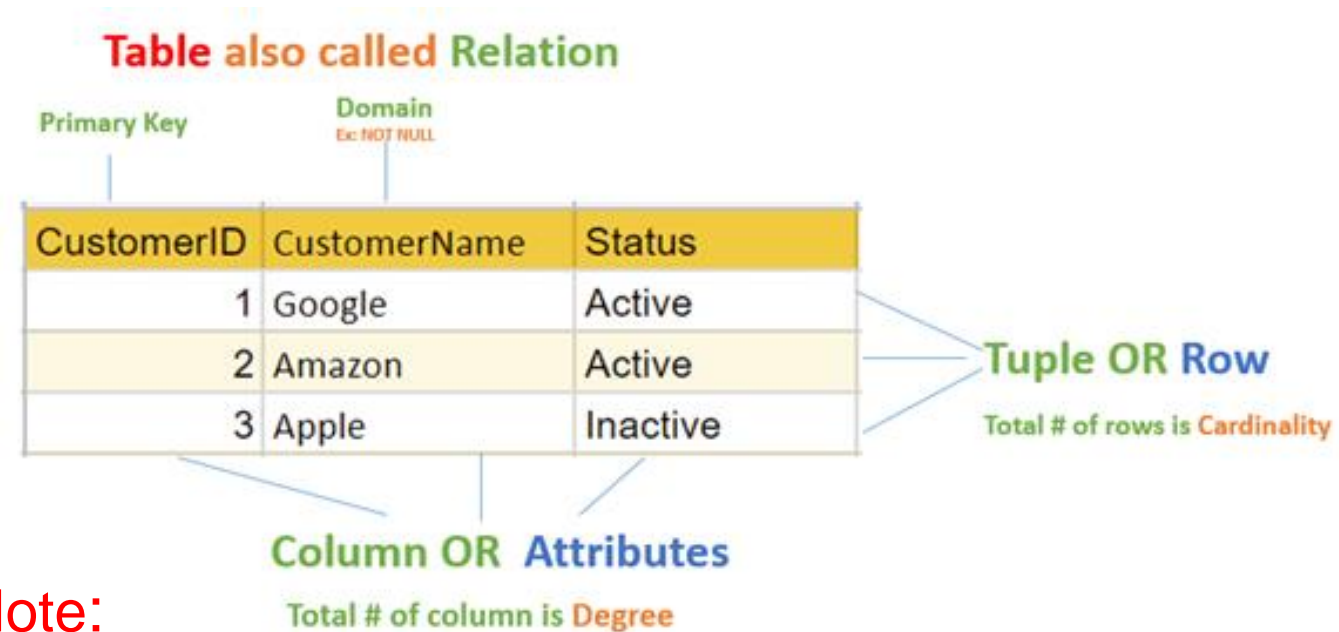 Table also called Relation
Primary Key
Domain
Ex: NOT NULL
CustomerID CustomerName Status
1 Google Active
2 Amazon Active
3 Apple Inactive
Tuple OR Row
Total # of rows is Cardinality
Column OR Attributes
Total # of column is Degree
lote: